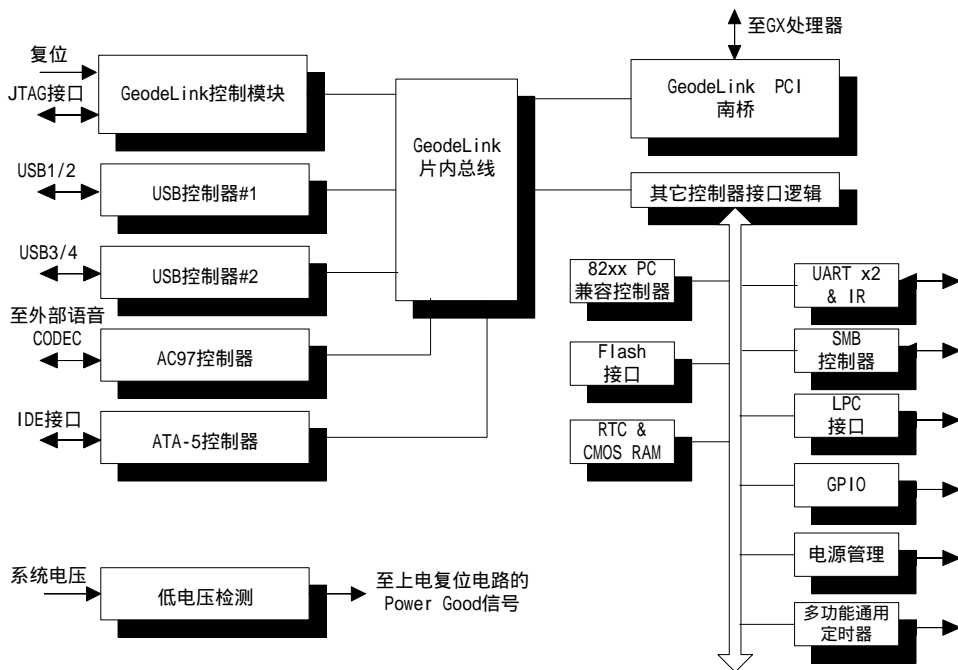 复位
JTAG接口
GeodeLink控制模块
USB1/2
USB控制器#1
USB3/4
USB控制器#2
至外部语音
CODEC
AC97控制器
IDE接口
ATA-5控制器
系统电压
低电压检测
至上电复位电路的
Power Good信号
GeodeLink
片内总线
至GX处理器
GeodeLink PCI
南桥
其它控制器接口逻辑
82xx PC
兼容控制器
Flash
接口
RTC &
CMOS RAM
UART x2
& IR
SMB
控制器
LPC
接口
GPIO
电源管理
多功能通用
定时器